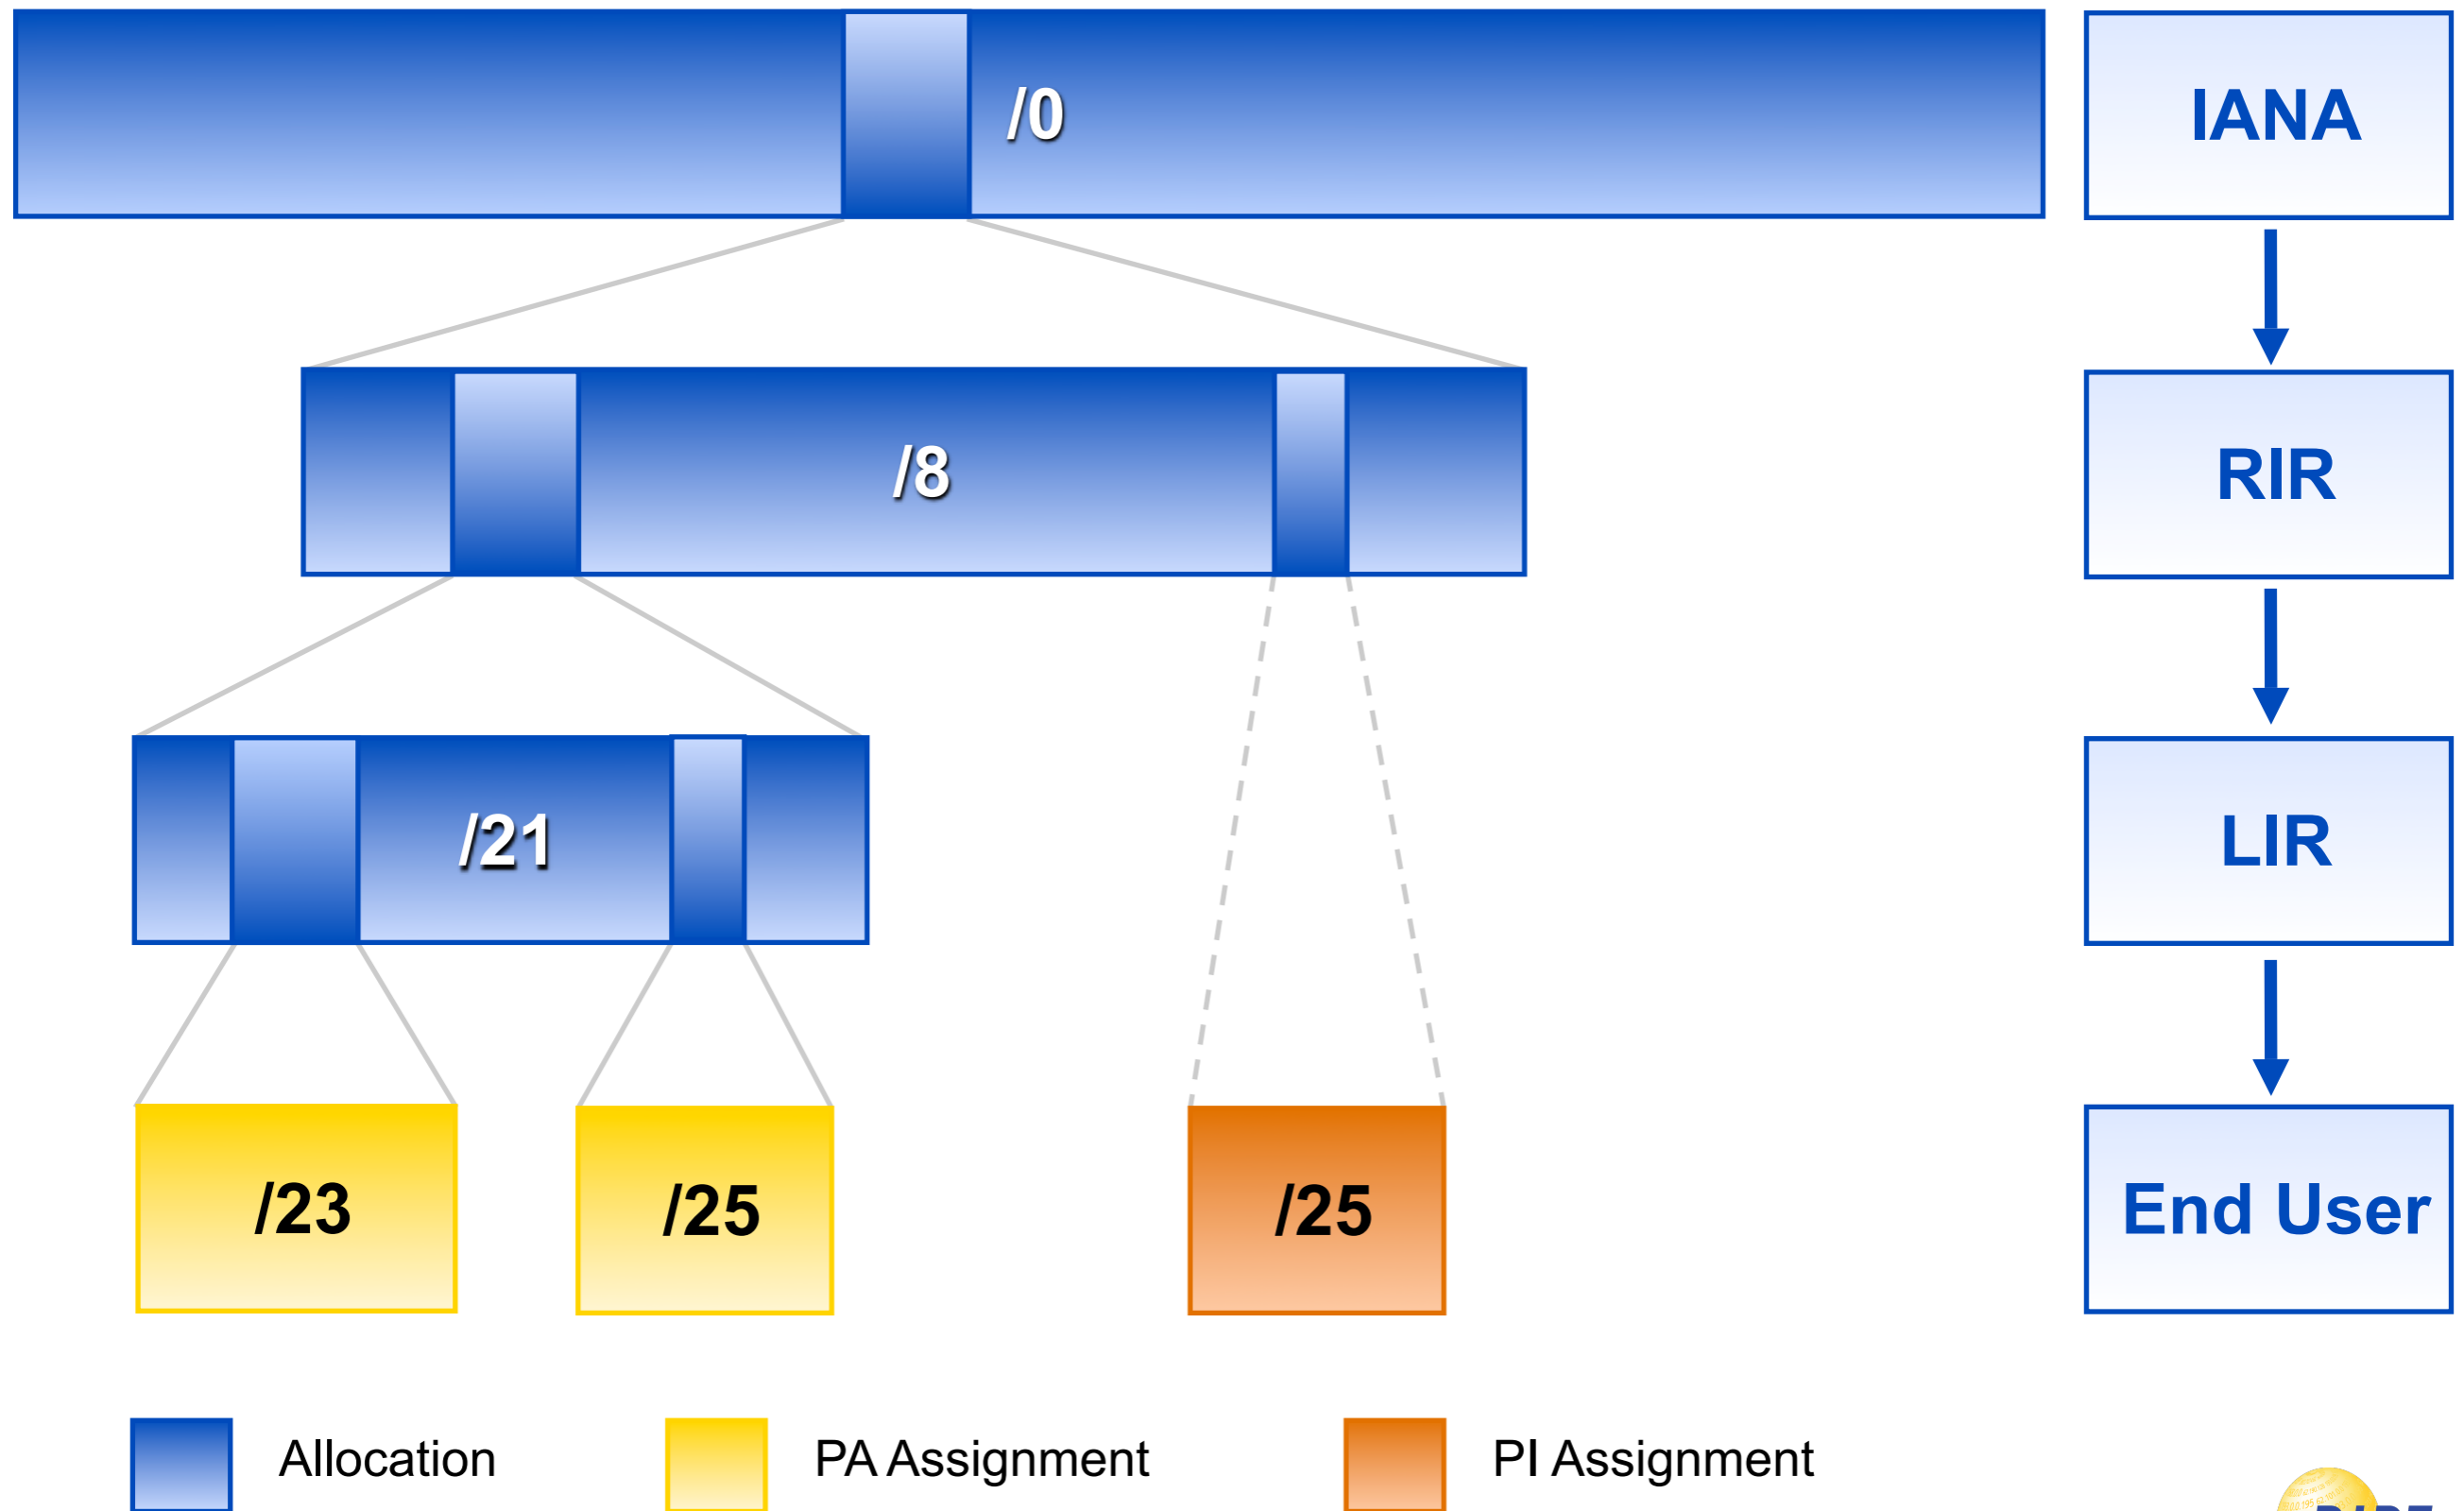 /0
IANA
/8
RIR
/21
LIR
/23
/25
/25
End User
Allocation
PA Assignment
PI Assignment